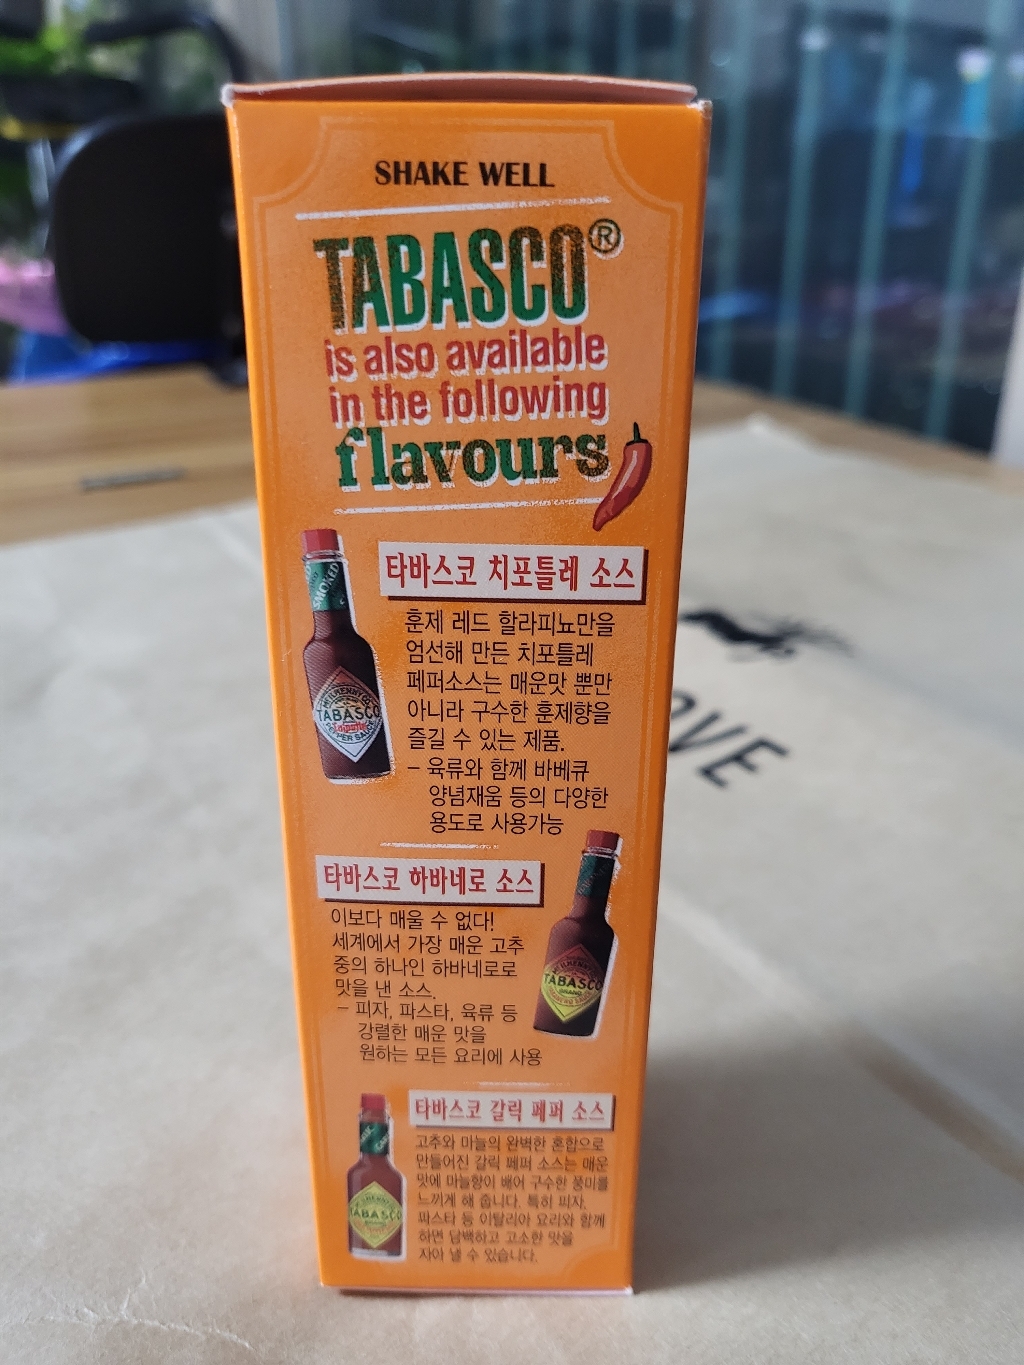 SHAKE WELL
TABASCO®
is also available
in the following
flavours
타바스코 치포틀레 소스
훈제 레드 할라피뇨만을
엄선해 만든 치포틀레
페퍼소스는 매운맛 뿐만
아니라 구수한 훈제향을
즐길 수 있는 제품.
- 육류와 함께 바베큐
양념재움 등의 다양한
용도로 사용가능
SMOKED
McILHENNY CO.
TABASCO
Chipotle
PEPPER SAUCE
타바스코 하바네로 소스
이보다 매울 수 없다!
세계에서 가장 매운 고추
중의 하나인 하바네로로
맛을 낸 소스.
- 피자, 파스타, 육류 등
강렬한 매운 맛을
원하는 모든 요리에 사용
McILHENNY CO.
TABASCO
BRAND
타바스코 갈릭 페퍼 소스
고추와 마늘의 완벽한 혼합으로
만들어진 갈릭 페퍼 소스는 매운
맛에 마늘향이 배어 구수한 풍미를
느끼게 해 줍니다. 특히 피자,
파스타 등 이탈리아 요리와 함께
하면 담백하고 고소한 맛을
자아 낼 수 있습니다.
TABASCO
OVE